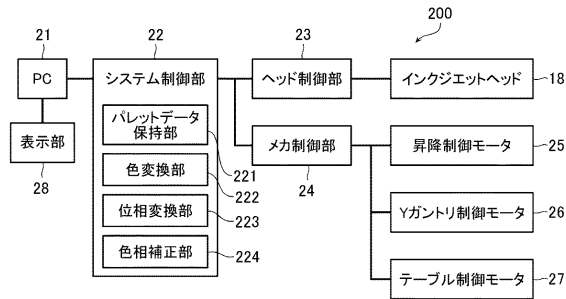 200
21
22
23
PC
システム制御部
ヘッド制御部
インクジェットヘッド
18
表示部
28
パレットデータ
保持部
221
色変換部
222
位相変換部
223
色相補正部
224
メカ制御部
24
昇降制御モータ
25
Yガントリ制御モータ
26
テーブル制御モータ
27